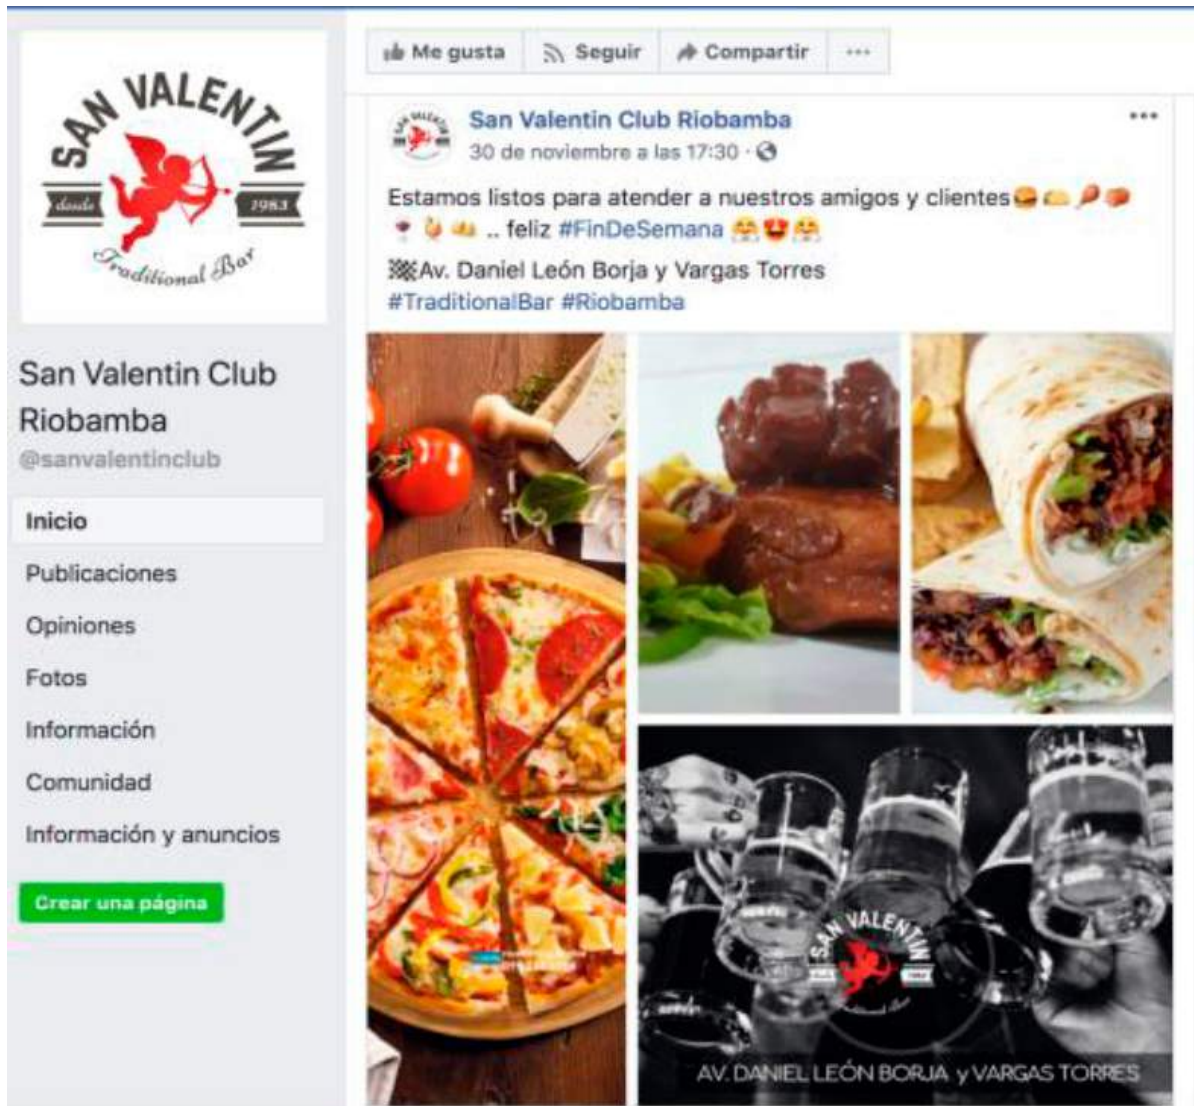 SAN VALENTIN
desde 1983
Traditional Bar
San Valentin Club
Riobamba
@sanvalentinclub
Inicio
Publicaciones
Opiniones
Fotos
Información
Comunidad
Información y anuncios
Crear una página
Me gusta Seguir Compartir ...
San Valentin Club Riobamba ...
30 de noviembre a las 17:30 ·
Estamos listos para atender a nuestros amigos y clientes🍔🌮🍗🥩
🍷🍹🍻 .. feliz #FinDeSemana 🤗😍🤗
🏁Av. Daniel León Borja y Vargas Torres
#TraditionalBar #Riobamba
SAN VALENTIN
Traditional Bar
AV. DANIEL LEÓN BORJA y VARGAS TORRES